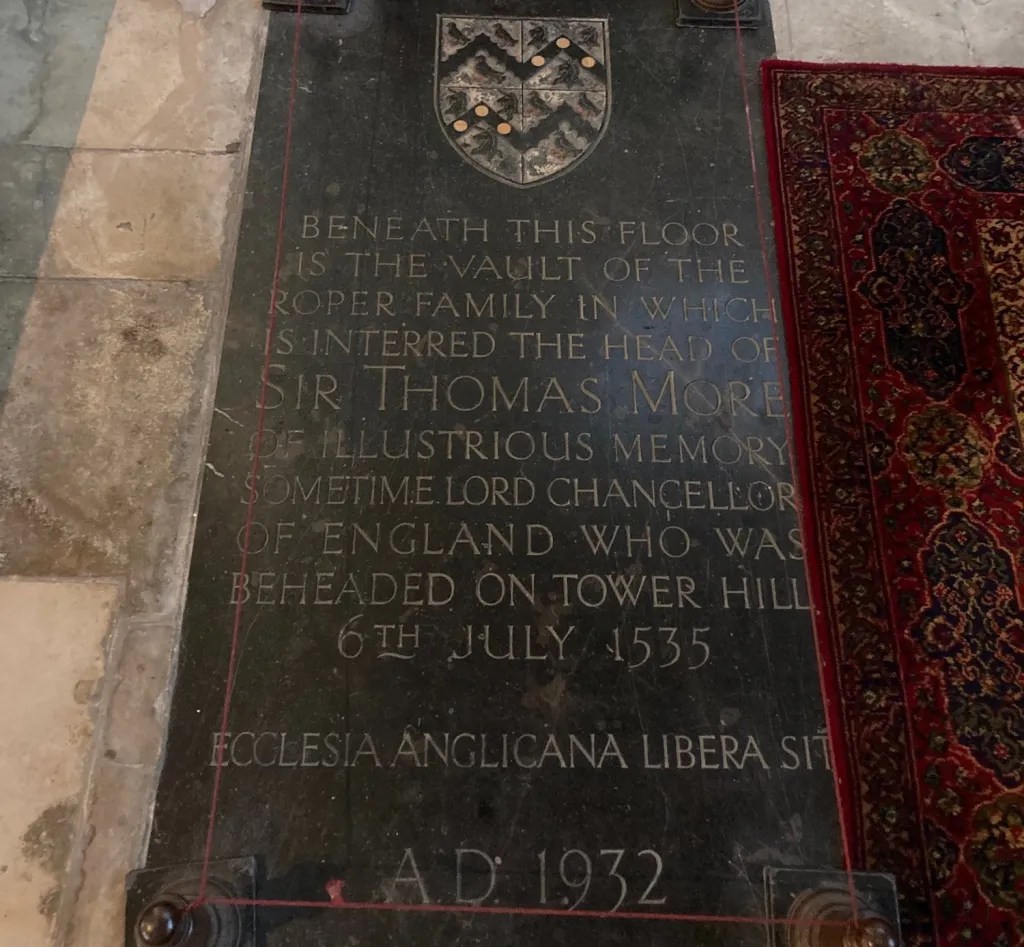 BENEATH THIS FLOOR
IS THE VAULT OF THE
ROPER FAMILY IN WHICH
IS INTERRED THE HEAD OF
SIR THOMAS MORE
OF ILLUSTRIOUS MEMORY
SOMETIME LORD CHANCELLOR
OF ENGLAND WHO WAS
BEHEADED ON TOWER HILL
6TH JULY 1535
ECCLESIA ANGLICANA LIBERA SIT
A.D. 1932